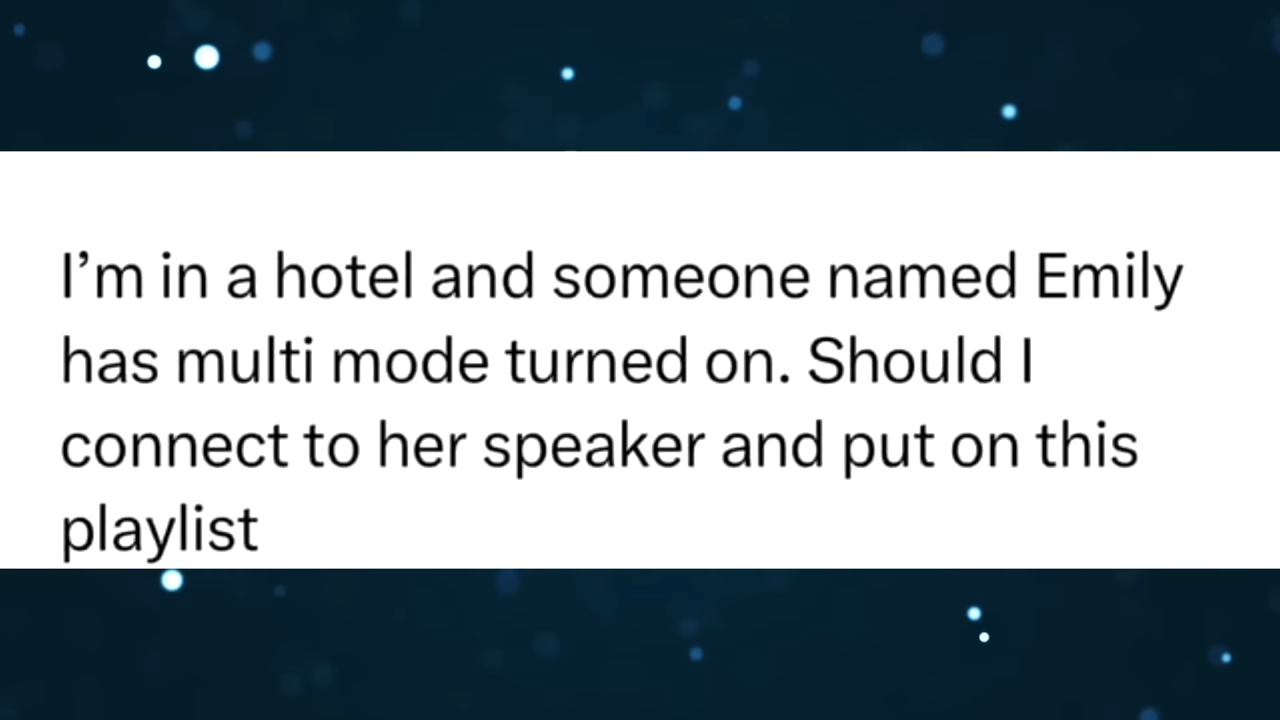 I’m in a hotel and someone named Emily
has multi mode turned on. Should I
connect to her speaker and put on this
playlist